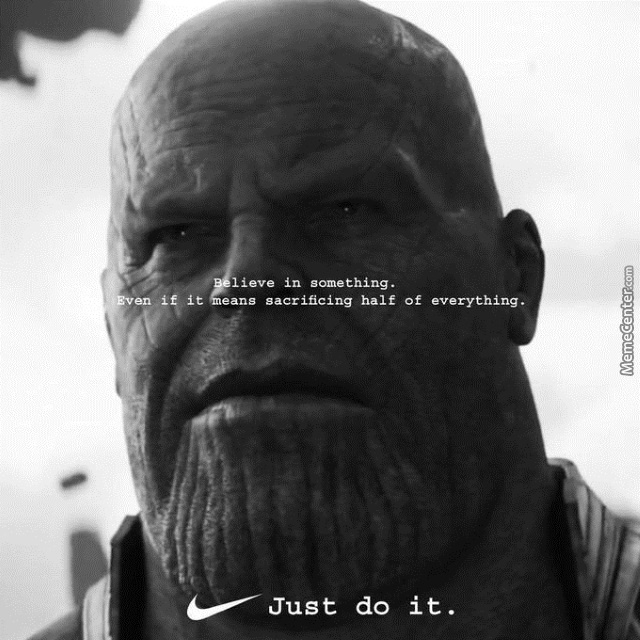 Believe in something.
Even if it means sacrificing half of everything.
Just do it.
MemeCenter.com